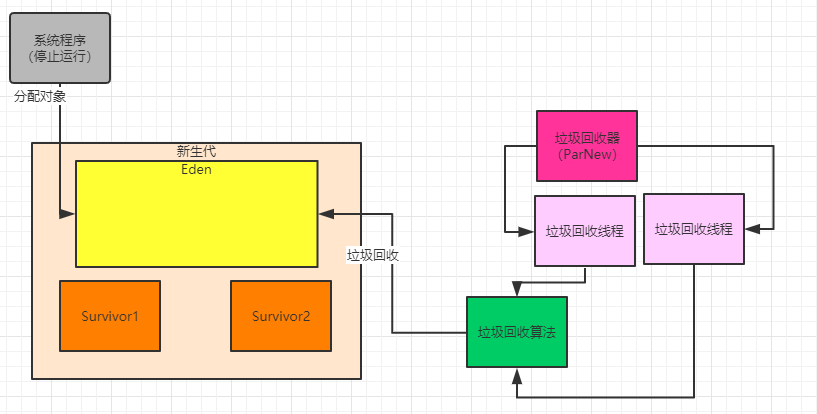 系统程序
（停止运行）
分配对象
新生代
Eden
Survivor1
Survivor2
垃圾回收
垃圾回收器
（ParNew）
垃圾回收线程
垃圾回收线程
垃圾回收算法